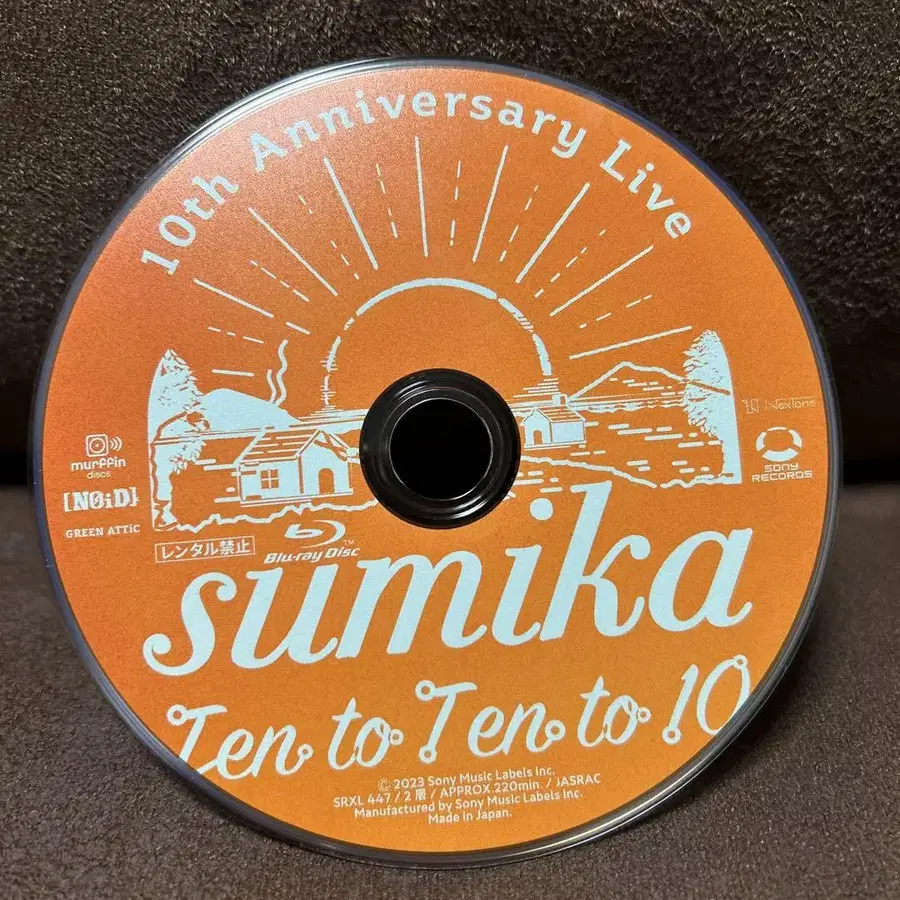 10th Anniversary Live
murffin
discs
[NOiD]
GREEN ATTiC
NexTone
SONY
RECORDS
レンタル禁止
Blu-ray Disc™
sumika
Ten to Ten to 10
© 2023 Sony Music Labels Inc.
SRXL 447 / 2 層 / APPROX.220min. / JASRAC
Manufactured by Sony Music Labels Inc.
Made in Japan.